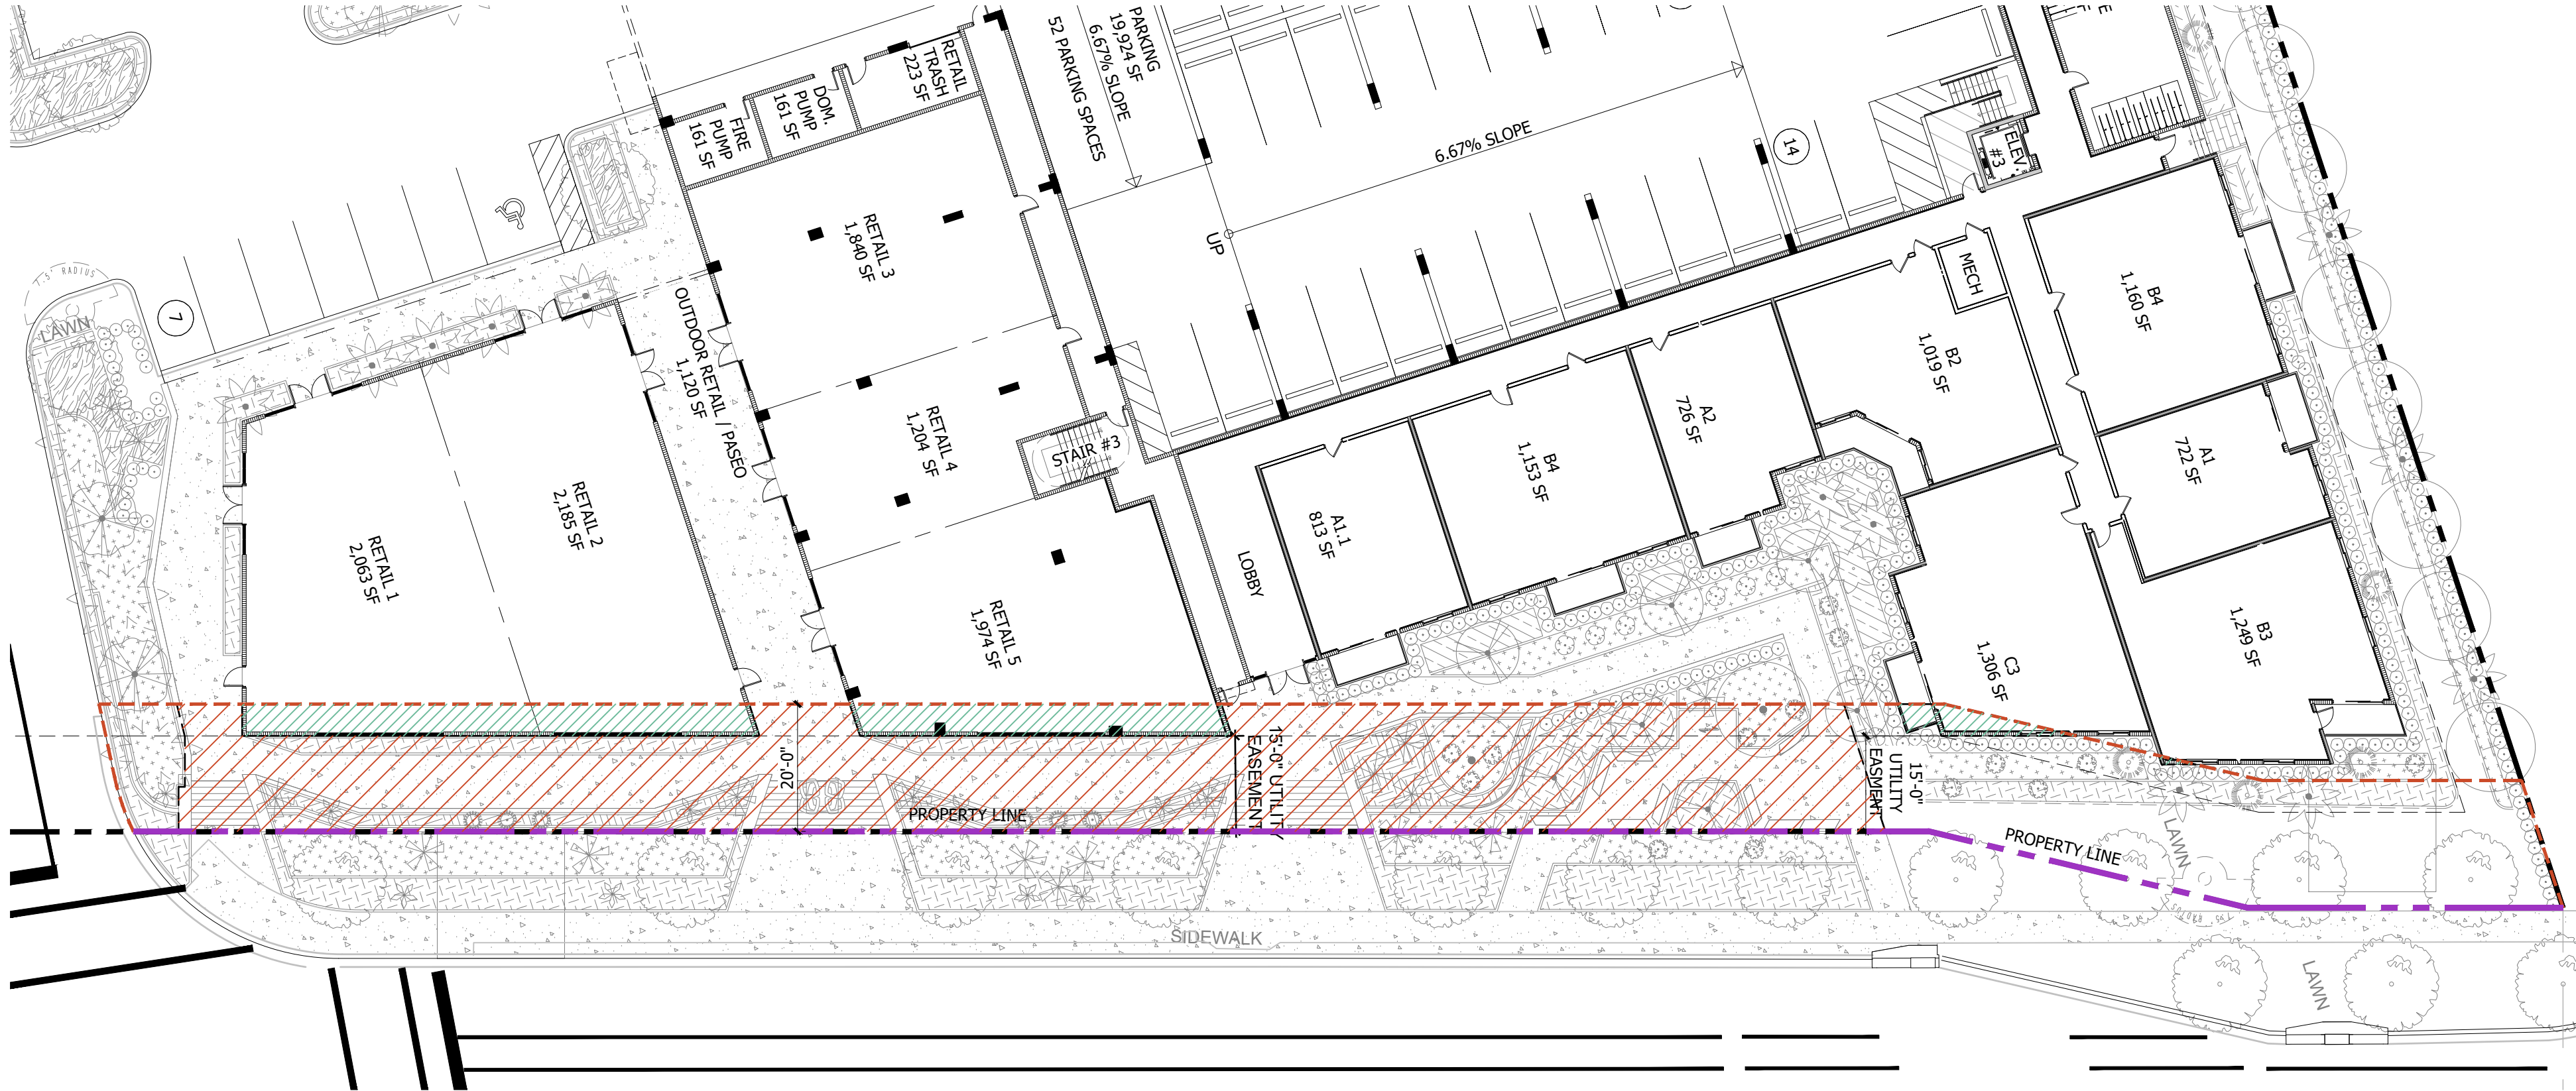 PARKING
19,924 SF
6.67% SLOPE
52 PARKING SPACES
RETAIL
TRASH
223 SF
DOM.
PUMP
161 SF
FIRE
PUMP
161 SF
6.67% SLOPE
14
ELEV
#3
UP
RETAIL 3
1,840 SF
MECH
B4
1,160 SF
7
LAWN
OUTDOOR RETAIL / PASEO
1,120 SF
B2
1,019 SF
A2
726 SF
RETAIL 4
1,204 SF
STAIR #3
B4
1,153 SF
A1
722 SF
A1.1
813 SF
RETAIL 2
2,185 SF
RETAIL 1
2,063 SF
LOBBY
RETAIL 5
1,974 SF
C3
1,306 SF
B3
1,249 SF
20'-0"
15'-0" UTILITY
EASEMENT
15'-0"
UTILITY
EASMENT
PROPERTY LINE
PROPERTY LINE
LAWN
SIDEWALK
LAWN